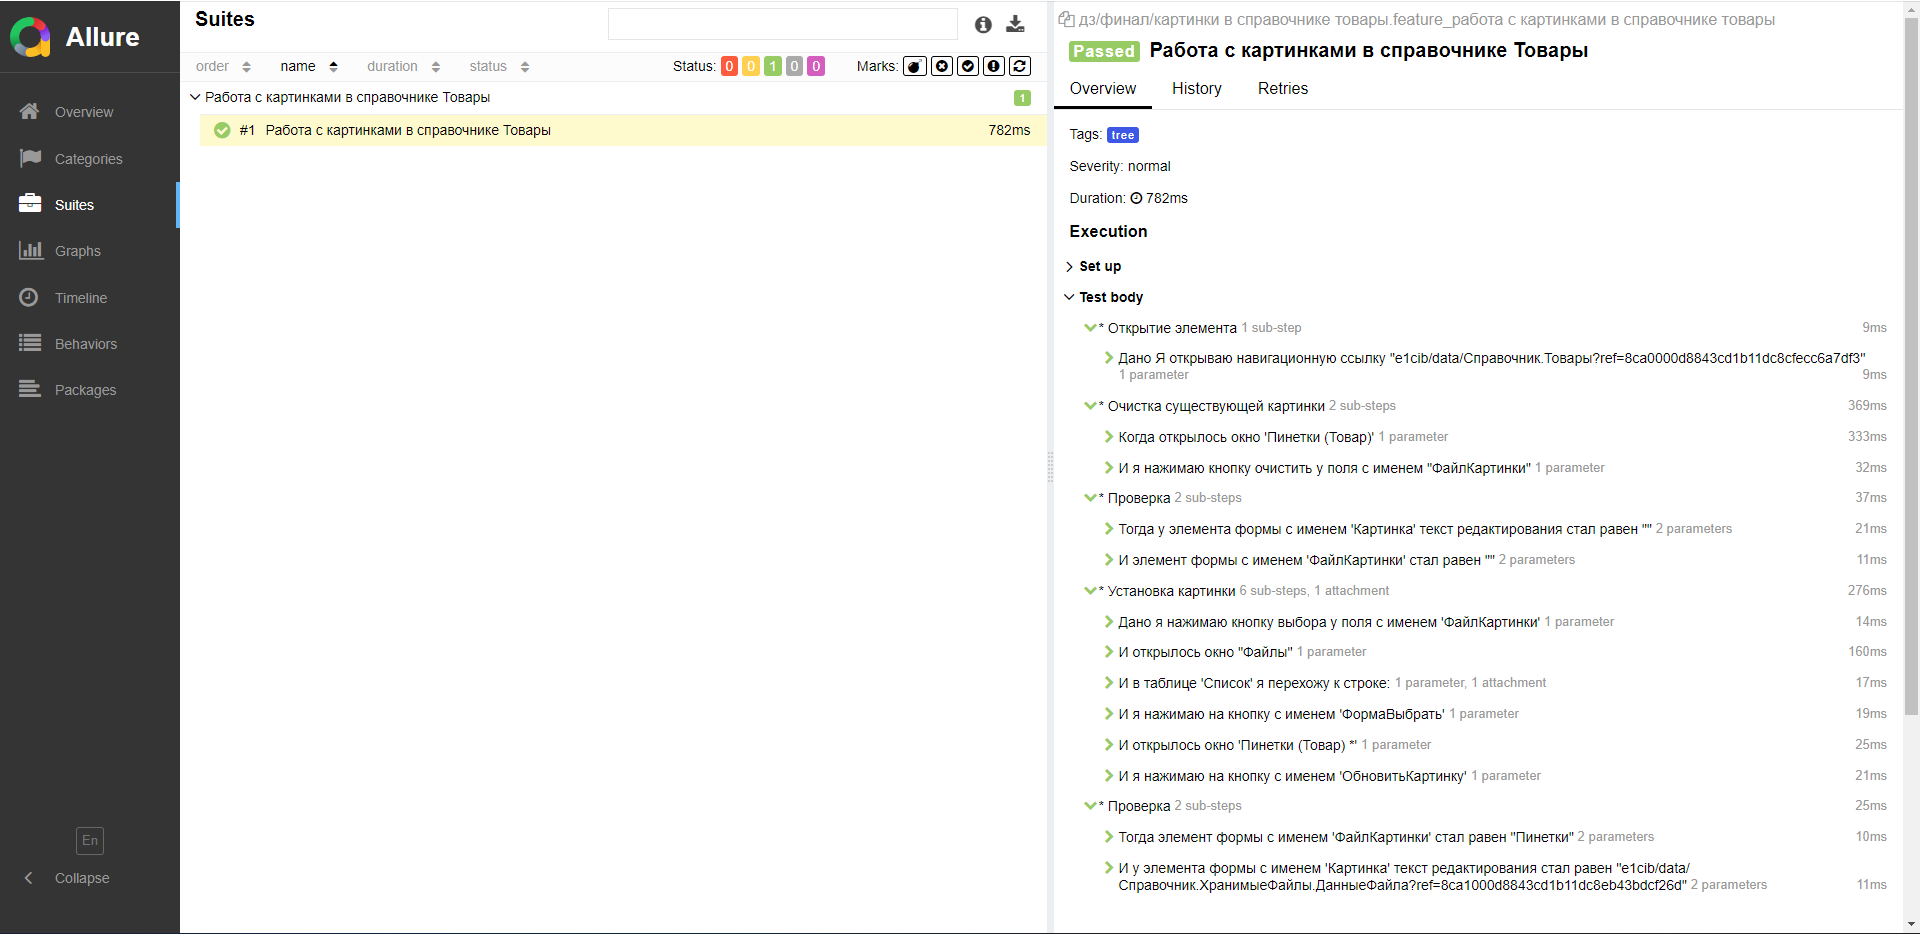 Allure
Overview
Categories
Suites
Graphs
Timeline
Behaviors
Packages
En
Collapse
Suites
order name duration status
Status: 0 0 1 0 0 Marks:
Работа с картинками в справочнике Товары 1
#1 Работа с картинками в справочнике Товары 782ms
дз/финал/картинки в справочнике товары.feature_работа с картинками в справочнике товары
Passed Работа с картинками в справочнике Товары
Overview History Retries
Tags: tree
Severity: normal
Duration: 782ms
Execution
Set up
Test body
* Открытие элемента 1 sub-step 9ms
Дано Я открываю навигационную ссылку "e1cib/data/Справочник.Товары?ref=8ca0000d8843cd1b11dc8cfecc6a7df3"
1 parameter 9ms
* Очистка существующей картинки 2 sub-steps 369ms
Когда открылось окно 'Пинетки (Товар)' 1 parameter 333ms
И я нажимаю кнопку очистить у поля с именем "ФайлКартинки" 1 parameter 32ms
* Проверка 2 sub-steps 37ms
Тогда у элемента формы с именем 'Картинка' текст редактирования стал равен "" 2 parameters 21ms
И элемент формы с именем 'ФайлКартинки' стал равен "" 2 parameters 11ms
* Установка картинки 6 sub-steps, 1 attachment 276ms
Дано я нажимаю кнопку выбора у поля с именем 'ФайлКартинки' 1 parameter 14ms
И открылось окно "Файлы" 1 parameter 160ms
И в таблице 'Список' я перехожу к строке: 1 parameter, 1 attachment 17ms
И я нажимаю на кнопку с именем 'ФормаВыбрать' 1 parameter 19ms
И открылось окно 'Пинетки (Товар) *' 1 parameter 25ms
И я нажимаю на кнопку с именем 'ОбновитьКартинку' 1 parameter 21ms
* Проверка 2 sub-steps 25ms
Тогда элемент формы с именем 'ФайлКартинки' стал равен "Пинетки" 2 parameters 10ms
И у элемента формы с именем 'Картинка' текст редактирования стал равен "e1cib/data/
Справочник.ХранимыеФайлы.ДанныеФайла?ref=8ca1000d8843cd1b11dc8eb43bdcf26d" 2 parameters 11ms